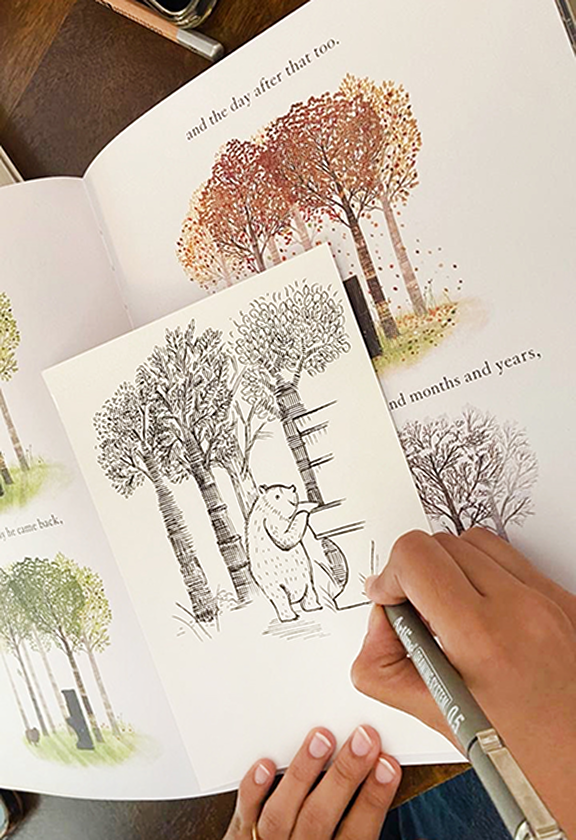 and the day after that too.
nd months and years,
he came back,
0.5